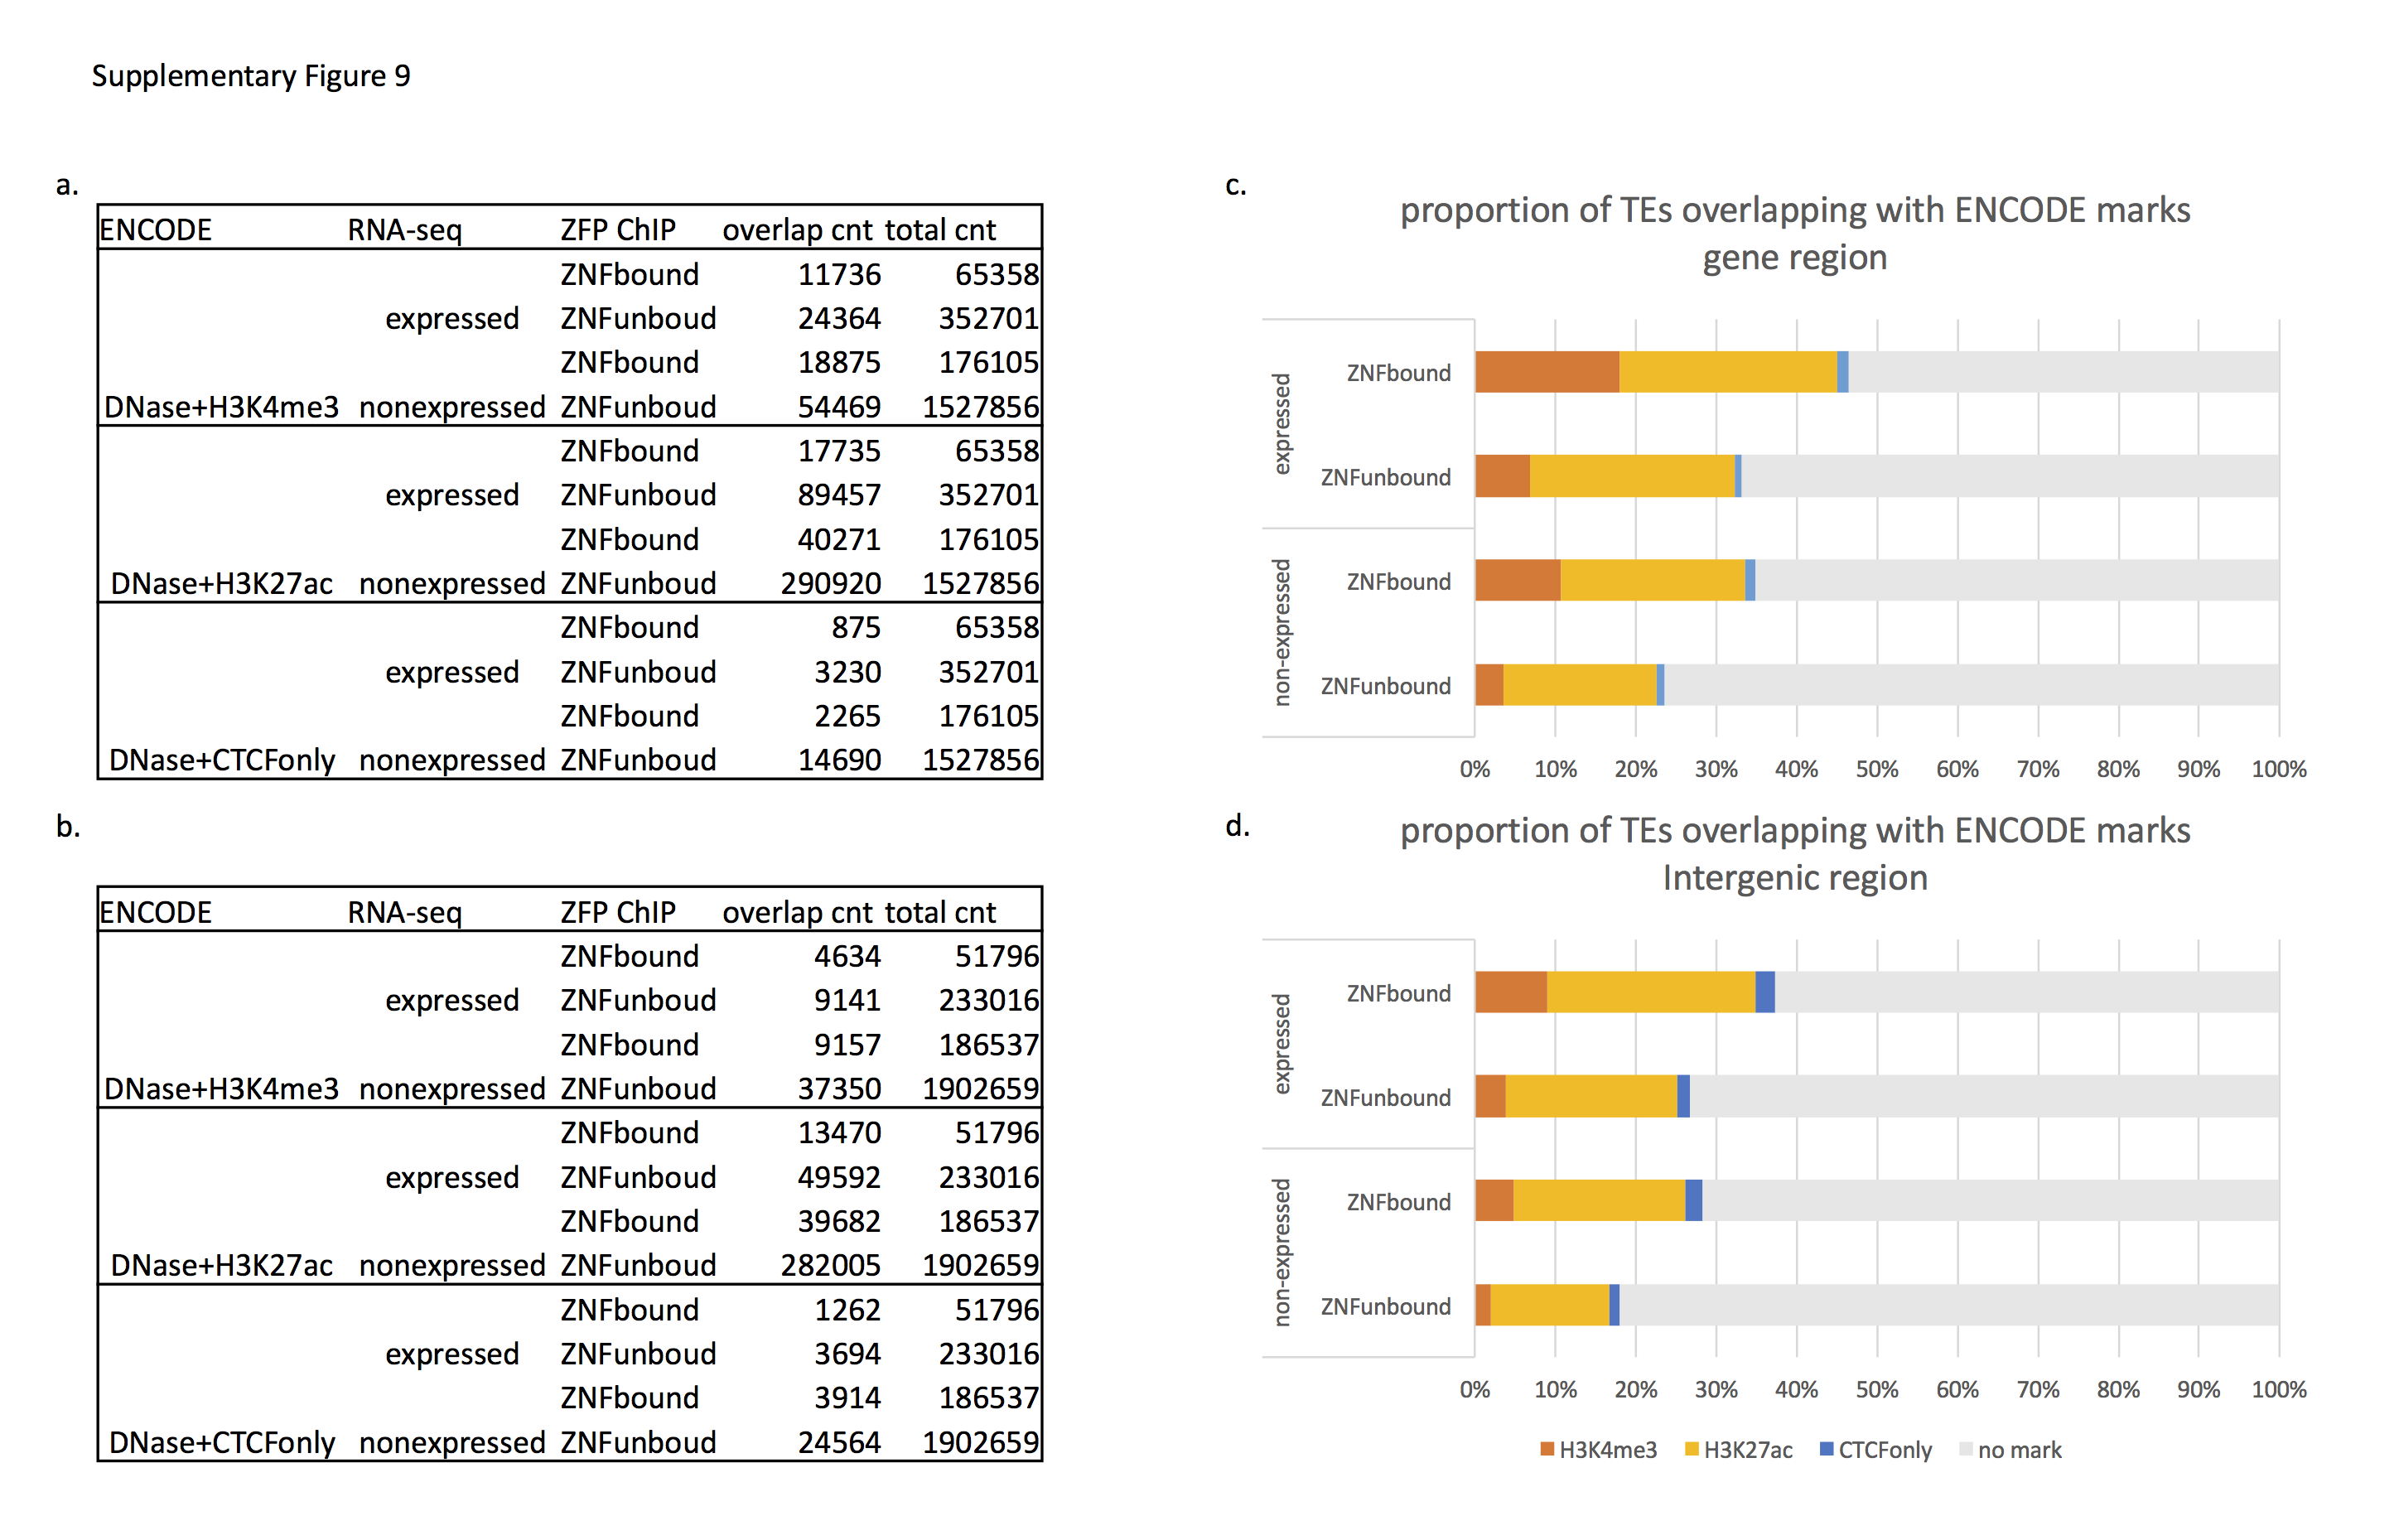 Supplementary Figure 9
a.
ENCODE RNA-seq ZFP ChIP overlap cnt total cnt
ZNFbound 11736 65358
expressed ZNFunboud 24364 352701
ZNFbound 18875 176105
DNase+H3K4me3 nonexpressed ZNFunboud 54469 1527856
ZNFbound 17735 65358
expressed ZNFunboud 89457 352701
ZNFbound 40271 176105
DNase+H3K27ac nonexpressed ZNFunboud 290920 1527856
ZNFbound 875 65358
expressed ZNFunboud 3230 352701
ZNFbound 2265 176105
DNase+CTCFonly nonexpressed ZNFunboud 14690 1527856
b.
ENCODE RNA-seq ZFP ChIP overlap cnt total cnt
ZNFbound 4634 51796
expressed ZNFunboud 9141 233016
ZNFbound 9157 186537
DNase+H3K4me3 nonexpressed ZNFunboud 37350 1902659
ZNFbound 13470 51796
expressed ZNFunboud 49592 233016
ZNFbound 39682 186537
DNase+H3K27ac nonexpressed ZNFunboud 282005 1902659
ZNFbound 1262 51796
expressed ZNFunboud 3694 233016
ZNFbound 3914 186537
DNase+CTCFonly nonexpressed ZNFunboud 24564 1902659
c.
proportion of TEs overlapping with ENCODE marks
gene region
expressed
ZNFbound
ZNFunbound
non-expressed
ZNFbound
ZNFunbound
0% 10% 20% 30% 40% 50% 60% 70% 80% 90% 100%
d.
proportion of TEs overlapping with ENCODE marks
Intergenic region
expressed
ZNFbound
ZNFunbound
non-expressed
ZNFbound
ZNFunbound
0% 10% 20% 30% 40% 50% 60% 70% 80% 90% 100%
H3K4me3 H3K27ac CTCFonly no mark